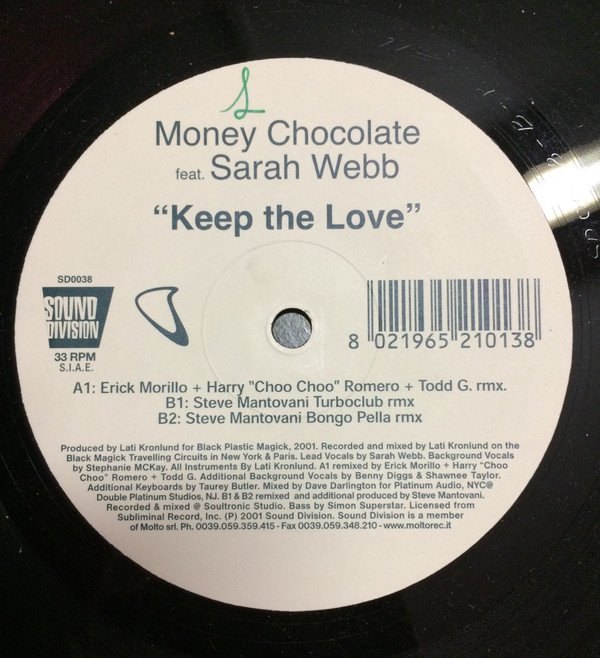 Money Chocolate
feat. Sarah Webb
“Keep the Love”
SD0038
SOUND
DIVISION
33 RPM
S.I.A.E.
8 021965 210138
A1: Erick Morillo + Harry "Choo Choo" Romero + Todd G. rmx.
B1: Steve Mantovani Turboclub rmx
B2: Steve Mantovani Bongo Pella rmx
Produced by Lati Kronlund for Black Plastic Magick, 2001. Recorded and mixed by Lati Kronlund on the
Black Magick Travelling Circuits in New York & Paris. Lead Vocals by Sarah Webb. Background Vocals
by Stephanie MCKay. All Instruments By Lati Kronlund. A1 remixed by Erick Morillo + Harry "Choo
Choo" Romero + Todd G. Additional Background Vocals by Benny Diggs & Shawnee Taylor.
Additional Keyboards by Taurey Butler. Mixed by Dave Darlington for Platinum Audio, NYC@
Double Platinum Studios, NJ. B1 & B2 remixed and additional produced by Steve Mantovani.
Recorded & mixed @ Soultronic Studio. Bass by Simon Superstar. Licensed from
Subliminal Record, Inc. (P) 2001 Sound Division. Sound Division is a member
of Molto srl. Ph. 0039.059.359.415 - Fax 0039.059.348.210 - www.moltorec.it